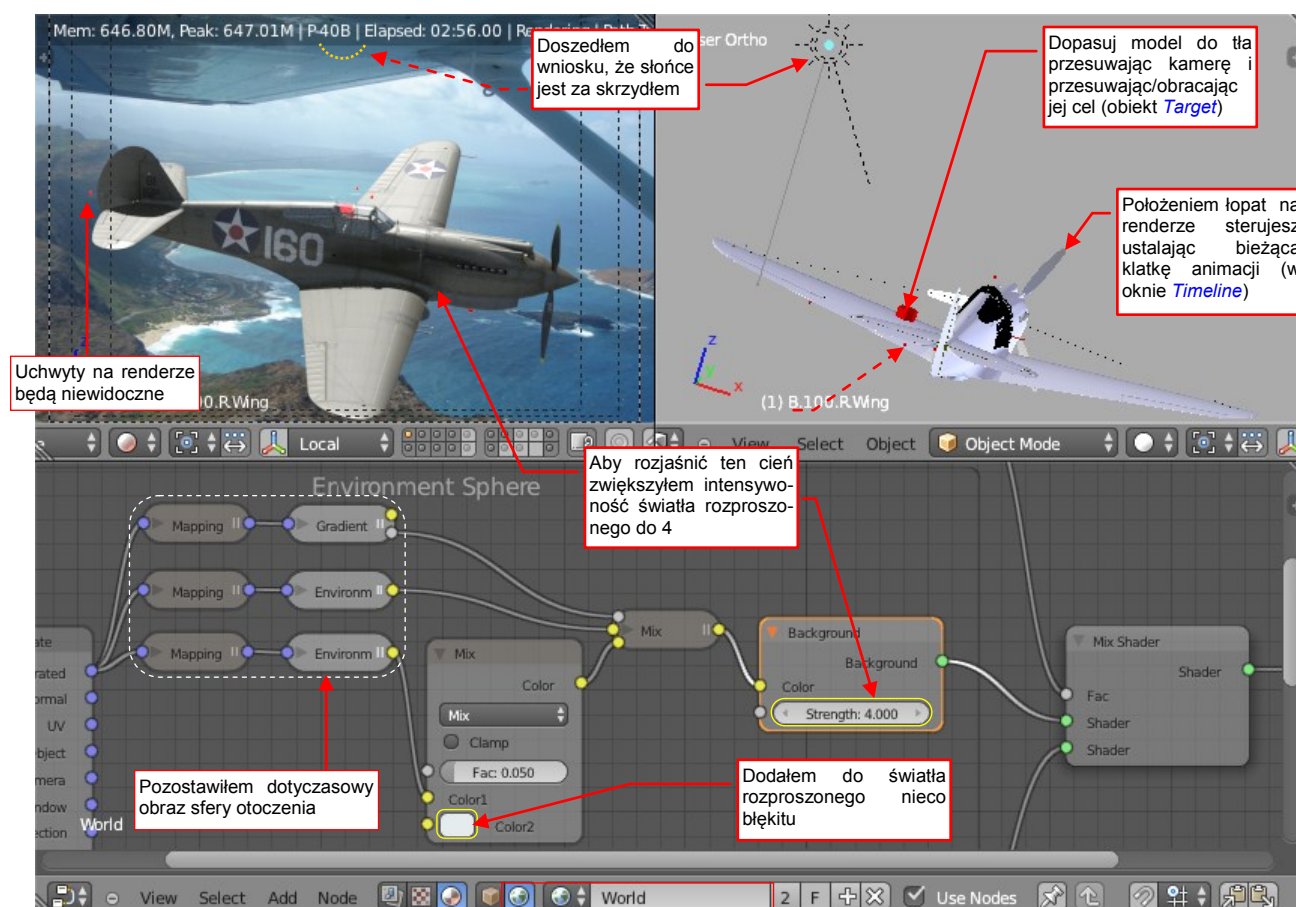 Mem: 646.80M, Peak: 647.01M | P-40B | Elapsed: 02:56.00 |
Doszedłem do
wniosku, że słońce
jest za skrzydłem
ser Ortho
Dopasuj model do tła
przesuwając kamerę i
przesuwając/obracając
jej cel (obiekt Target)
Położeniem łopat na
renderze sterujesz
ustalając bieżąca
klatkę animacji (w
oknie Timeline)
160
Uchwyty na renderze
będą niewidoczne
00.R.Wing
z
y
x
(1) B.100.R.Wing
Local
View Select Object Object Mode
Aby rozjaśnić ten cień
zwiększyłem intensywo-
ność światła rozproszo-
nego do 4
Environment Sphere
Mapping Gradient
Mapping Environm
Mapping Environm
ate
rated
ormal
UV
bject
mera
ndow
ection
World
Mix
Color
Mix
Clamp
Fac: 0.050
Color1
Color2
Mix
Background
Background
Color
Strength: 4.000
Mix Shader
Shader
Fac
Shader
Shader
Pozostawiłem dotyczasowy
obraz sfery otoczenia
Dodałem do światła
rozproszonego nieco
błękitu
View Select Add Node World 2 F Use Nodes